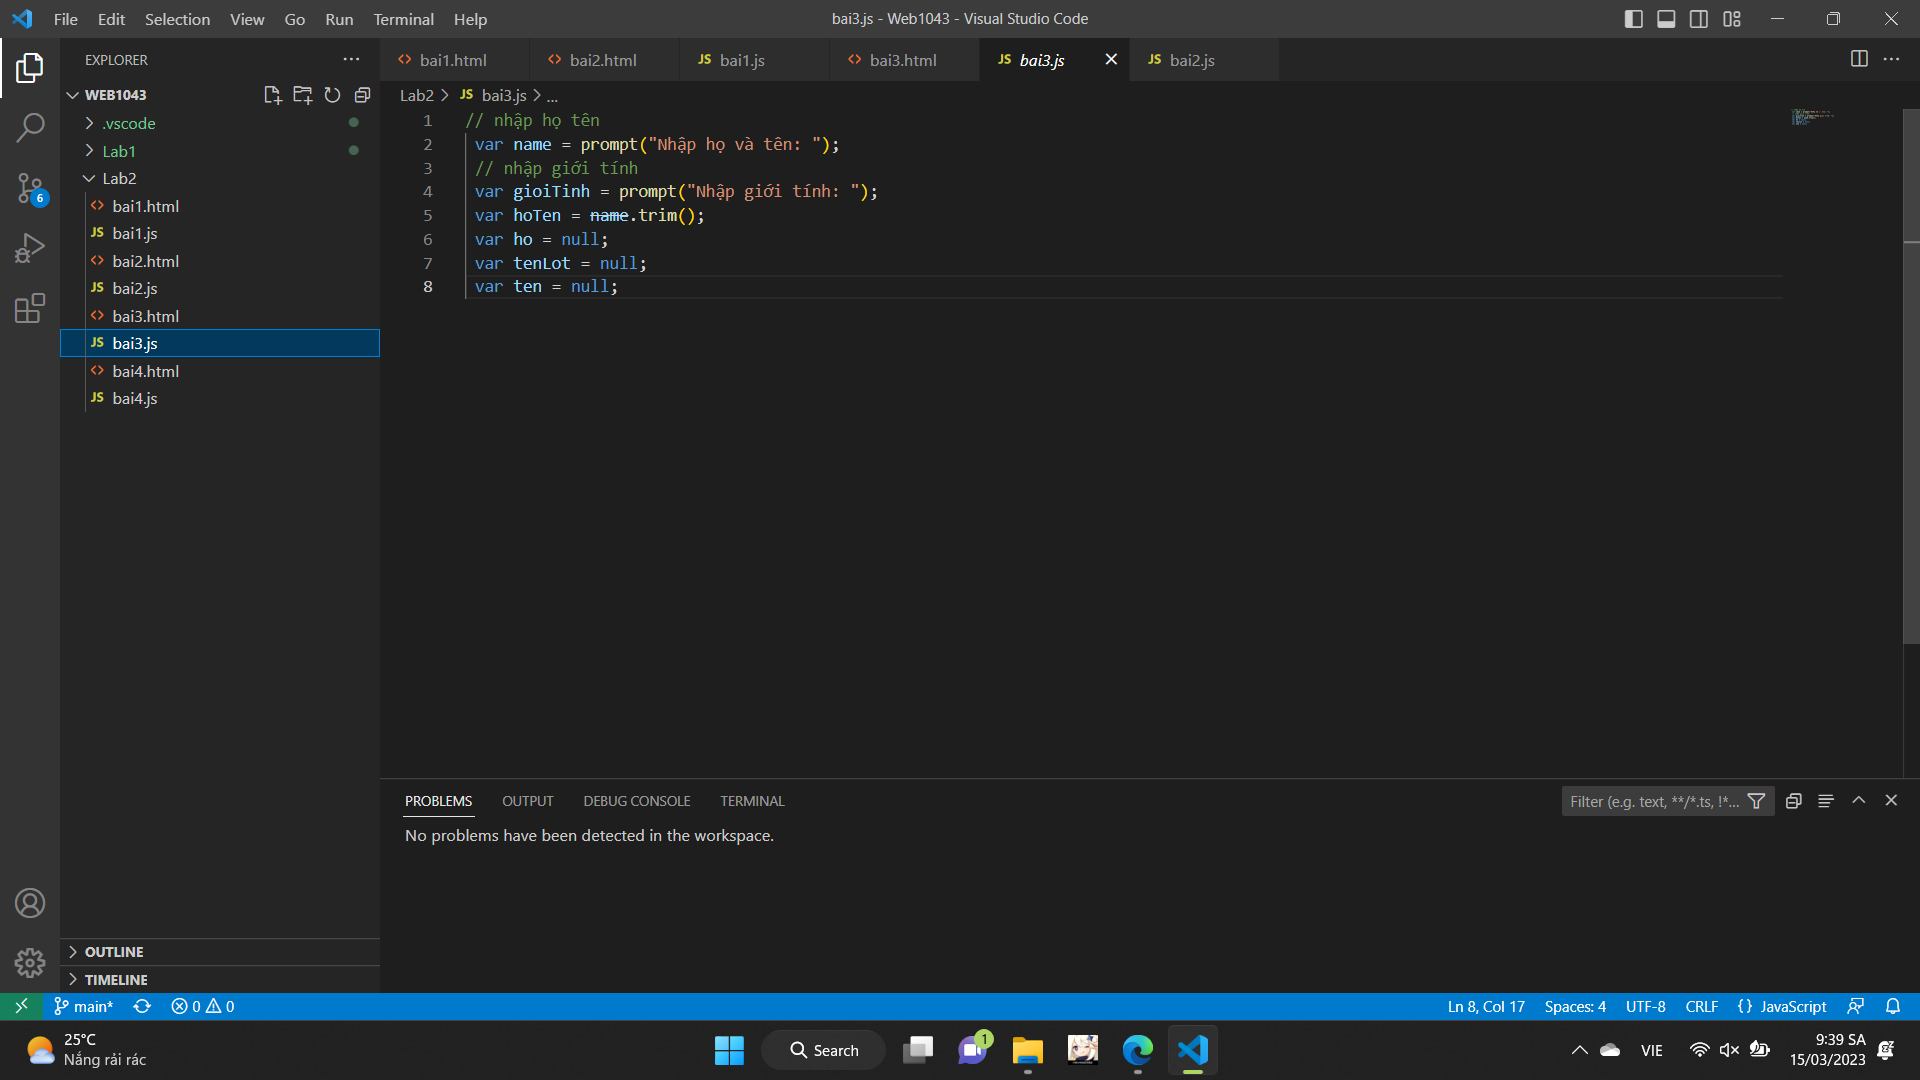 File Edit Selection View Go Run Terminal Help
bai3.js - Web1043 - Visual Studio Code
EXPLORER
WEB1043
.vscode
Lab1
Lab2
<> bai1.html
JS bai1.js
<> bai2.html
JS bai2.js
<> bai3.html
JS bai3.js
<> bai4.html
JS bai4.js
OUTLINE
TIMELINE
<> bai1.html <> bai2.html JS bai1.js <> bai3.html JS bai3.js JS bai2.js
Lab2 > JS bai3.js > ...
1 // nhập họ tên
2 var name = prompt("Nhập họ và tên: ");
3 // nhập giới tính
4 var gioiTinh = prompt("Nhập giới tính: ");
5 var hoTen = name.trim();
6 var ho = null;
7 var tenLot = null;
8 var ten = null;
PROBLEMS OUTPUT DEBUG CONSOLE TERMINAL
Filter (e.g. text, **/*.ts, !*...
No problems have been detected in the workspace.
6
main* 0 0
Ln 8, Col 17 Spaces: 4 UTF-8 CRLF {} JavaScript
25°C
Nắng rải rác
Search
1
VIE
9:39 SA
15/03/2023